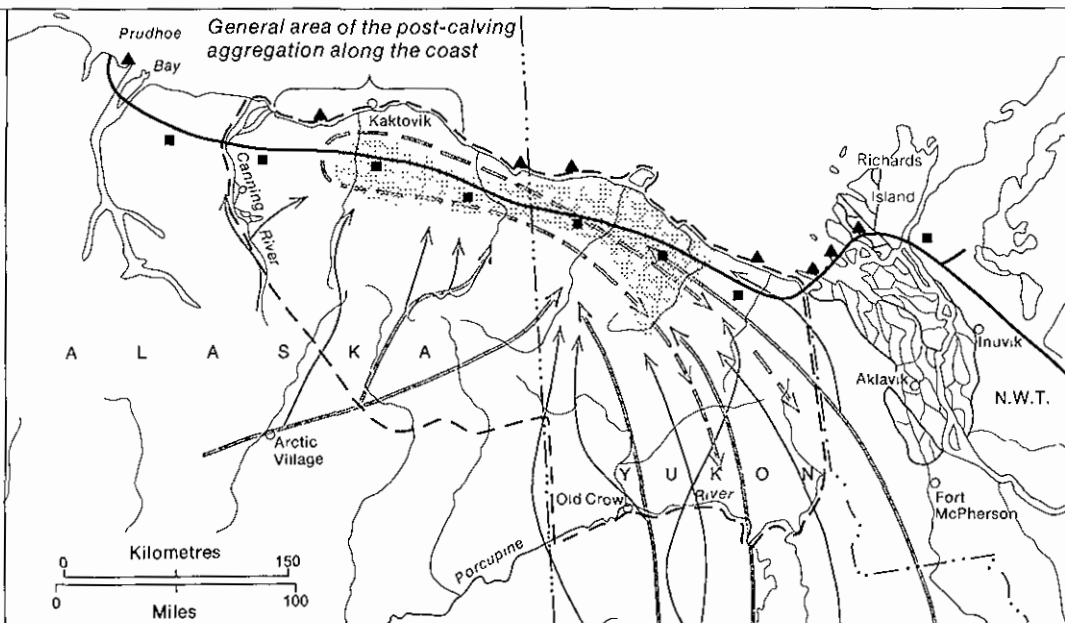 General area of the post-calving
aggregation along the coast
Prudhoe
Bay
Kaktovik
Richards
Island
Canning
River
Inuvik
A L A S K A
Aklavik
N.W.T.
Arctic
Village
Y U K O N
Old Crow
River
Fort
McPherson
Porcupine
Kilometres
0 150
0 100
Miles